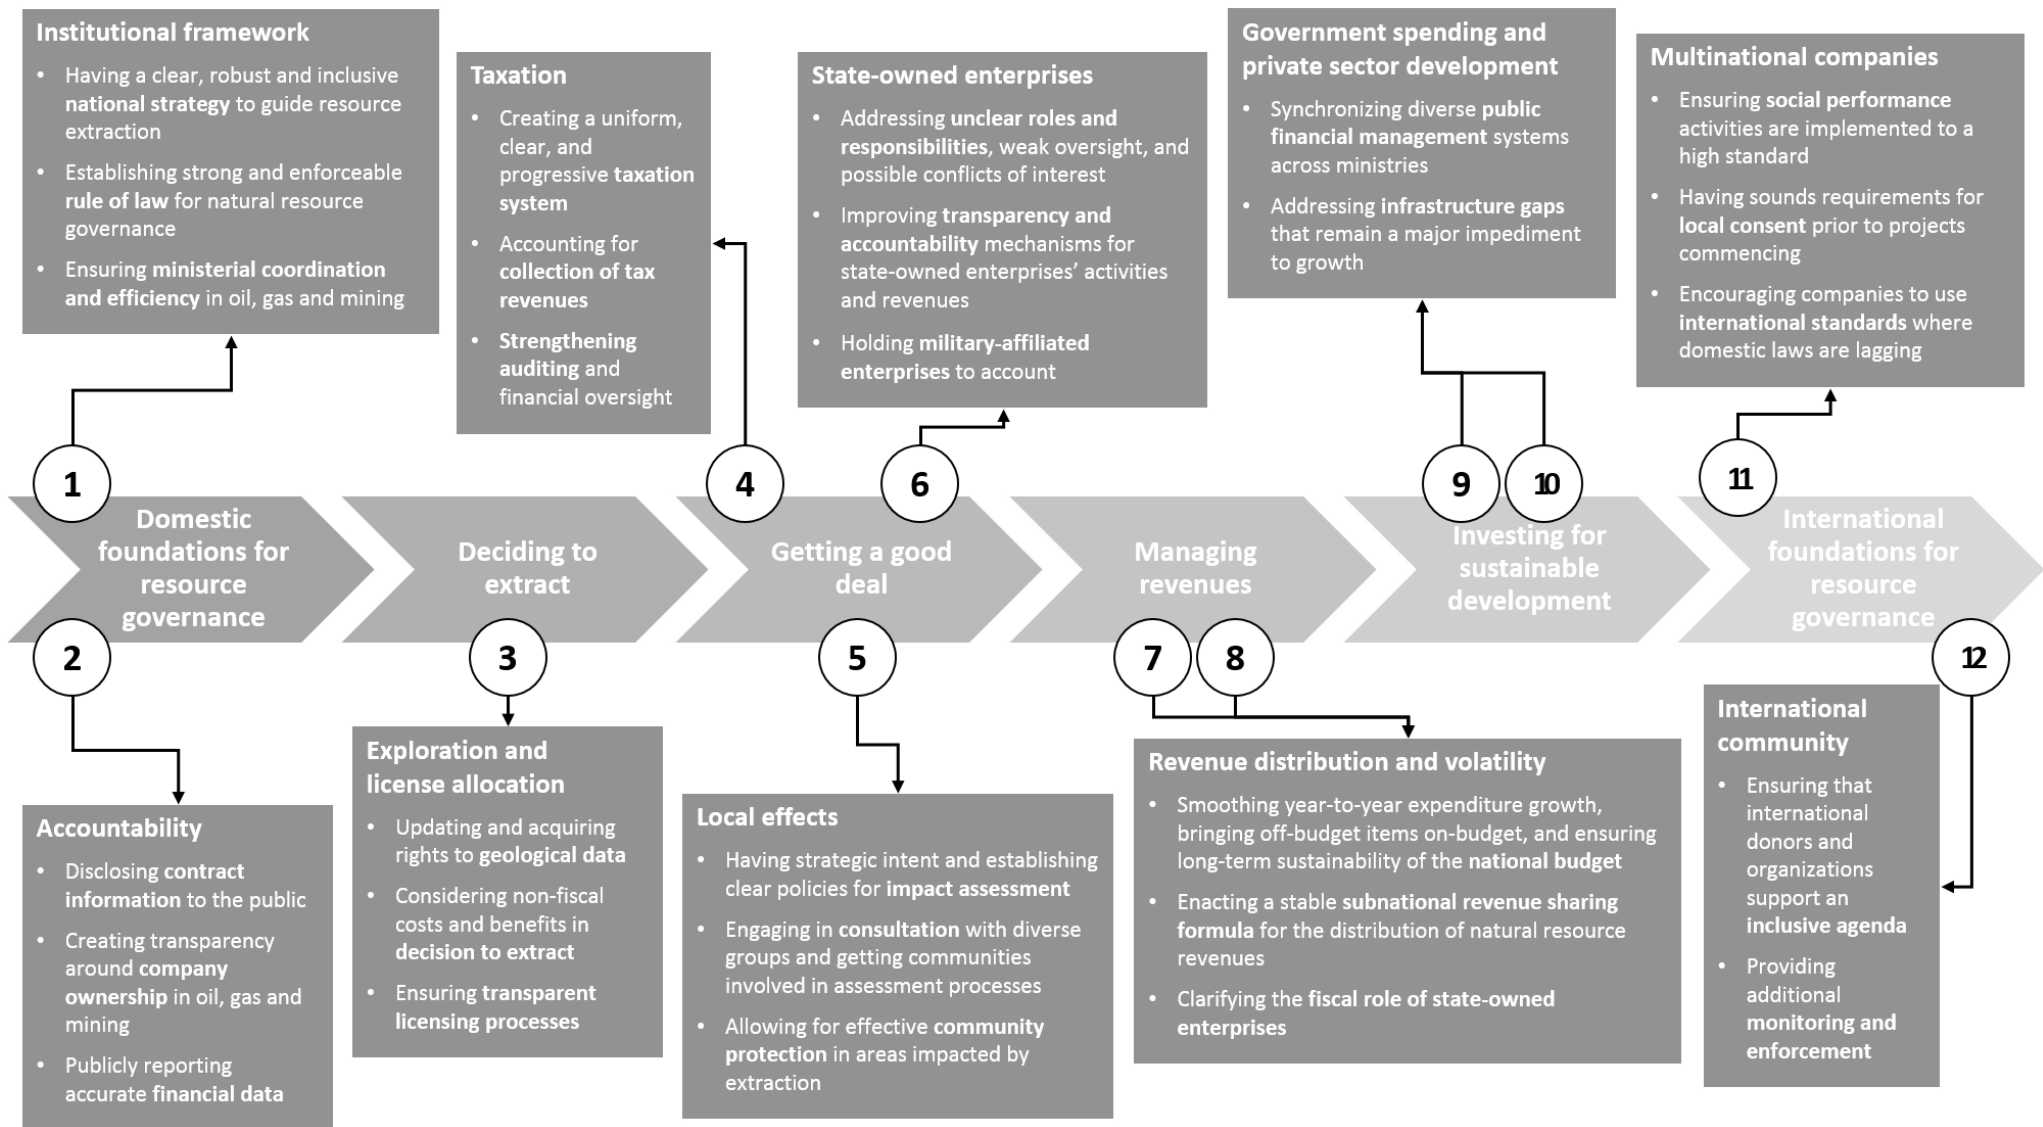 Institutional framework
• Having a clear, robust and inclusive
national strategy to guide resource
extraction
• Establishing strong and enforceable
rule of law for natural resource
governance
• Ensuring ministerial coordination
and efficiency in oil, gas and mining
Taxation
• Creating a uniform,
clear, and
progressive taxation
system
• Accounting for
collection of tax
revenues
• Strengthening
auditing and
financial oversight
State-owned enterprises
• Addressing unclear roles and
responsibilities, weak oversight, and
possible conflicts of interest
• Improving transparency and
accountability mechanisms for
state-owned enterprises’ activities
and revenues
• Holding military-affiliated
enterprises to account
Government spending and
private sector development
• Synchronizing diverse public
financial management systems
across ministries
• Addressing infrastructure gaps
that remain a major impediment
to growth
Multinational companies
• Ensuring social performance
activities are implemented to a
high standard
• Having sounds requirements for
local consent prior to projects
commencing
• Encouraging companies to use
international standards where
domestic laws are lagging
1
4
6
9
10
11
Domestic
foundations for
resource
governance
Deciding to
extract
Getting a good
deal
Managing
revenues
Investing for
sustainable
development
International
foundations for
resource
governance
2
3
5
7
8
12
Accountability
• Disclosing contract
information to the public
• Creating transparency
around company
ownership in oil, gas and
mining
• Publicly reporting
accurate financial data
Exploration and
license allocation
• Updating and acquiring
rights to geological data
• Considering non-fiscal
costs and benefits in
decision to extract
• Ensuring transparent
licensing processes
Local effects
• Having strategic intent and establishing
clear policies for impact assessment
• Engaging in consultation with diverse
groups and getting communities
involved in assessment processes
• Allowing for effective community
protection in areas impacted by
extraction
Revenue distribution and volatility
• Smoothing year-to-year expenditure growth,
bringing off-budget items on-budget, and ensuring
long-term sustainability of the national budget
• Enacting a stable subnational revenue sharing
formula for the distribution of natural resource
revenues
• Clarifying the fiscal role of state-owned
enterprises
International
community
• Ensuring that
international
donors and
organizations
support an
inclusive agenda
• Providing
additional
monitoring and
enforcement